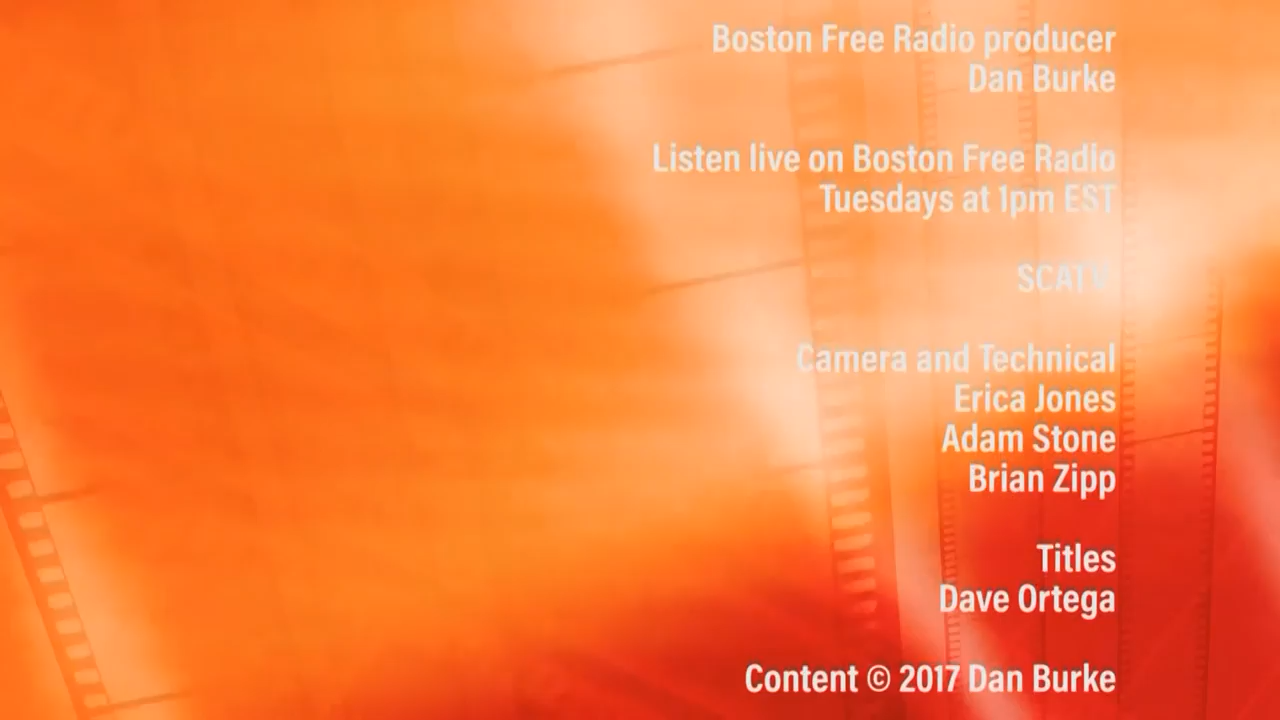 Boston Free Radio producer
Dan Burke
Listen live on Boston Free Radio
Tuesdays at 1pm EST
SCATV
Camera and Technical
Erica Jones
Adam Stone
Brian Zipp
Titles
Dave Ortega
Content © 2017 Dan Burke